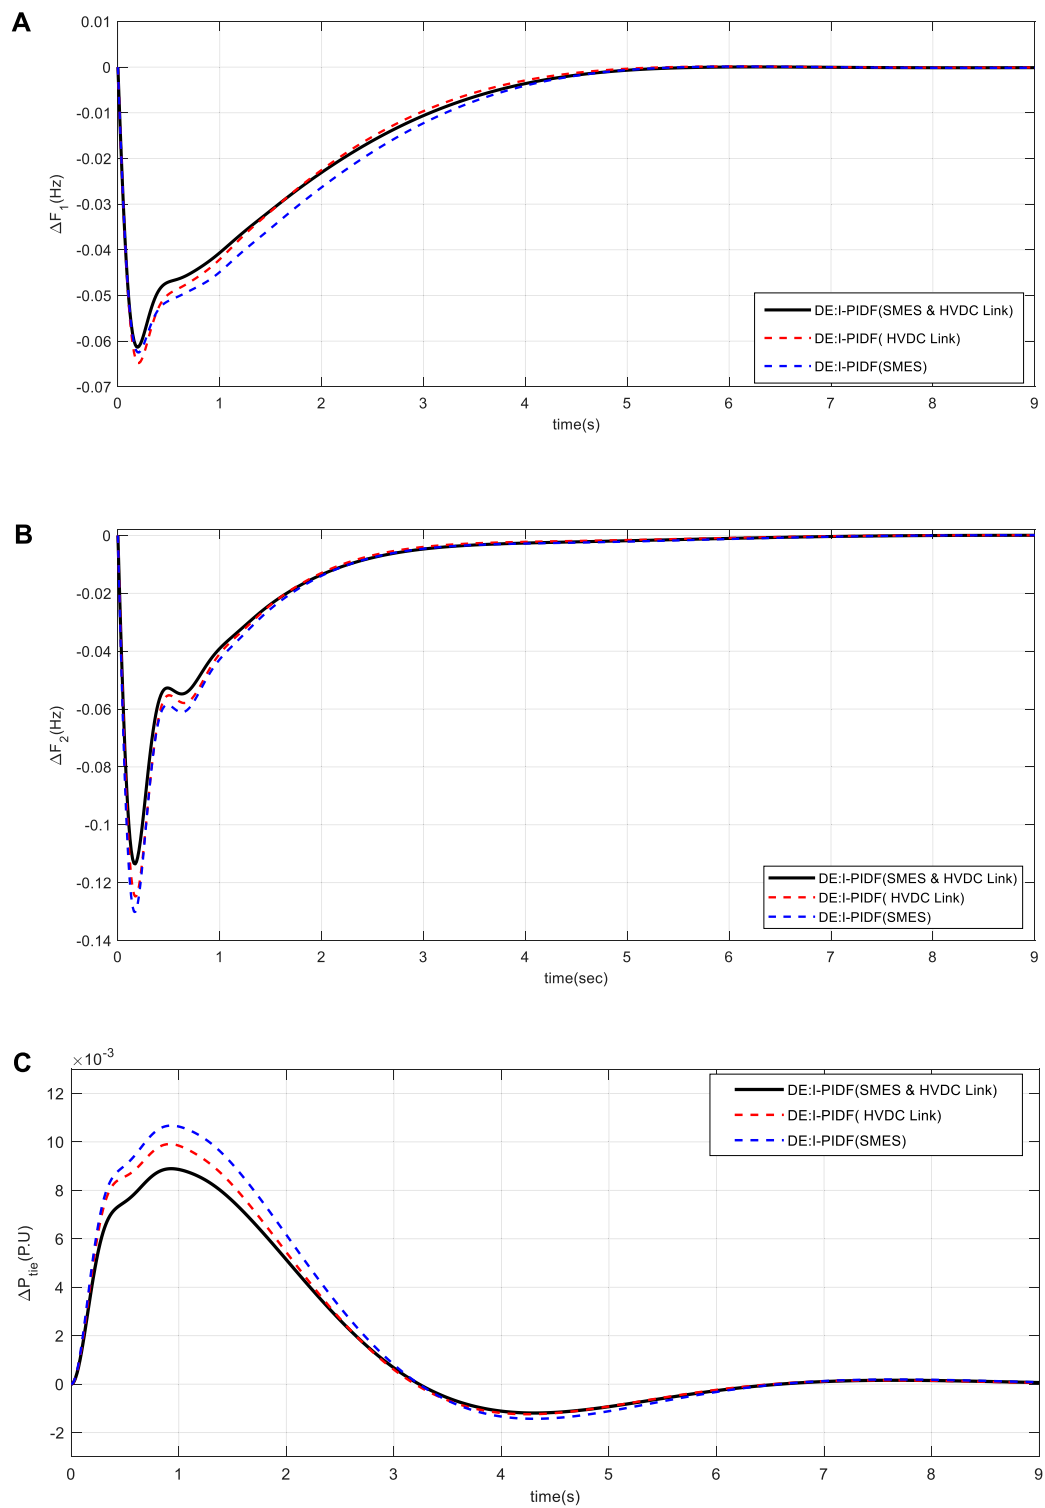 A
0.01
0
-0.01
-0.02
-0.03
-0.04
-0.05
-0.06
-0.07
ΔF1(Hz)
DE:I-PIDF(SMES & HVDC Link)
DE:I-PIDF( HVDC Link)
DE:I-PIDF(SMES)
0 1 2 3 4 5 6 7 8 9
time(s)
B
0
-0.02
-0.04
-0.06
-0.08
-0.1
-0.12
-0.14
ΔF2(Hz)
DE:I-PIDF(SMES & HVDC Link)
DE:I-PIDF( HVDC Link)
DE:I-PIDF(SMES)
0 1 2 3 4 5 6 7 8 9
time(sec)
C
×10-3
12
10
8
6
4
2
0
-2
ΔPtie(P.U)
DE:I-PIDF(SMES & HVDC Link)
DE:I-PIDF( HVDC Link)
DE:I-PIDF(SMES)
0 1 2 3 4 5 6 7 8 9
time(s)